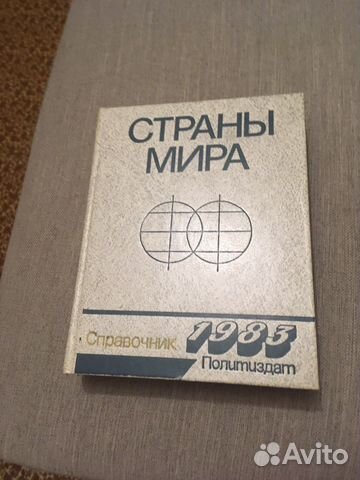 СТРАНЫ
МИРА
Справочник 1983
Политиздат
Avito